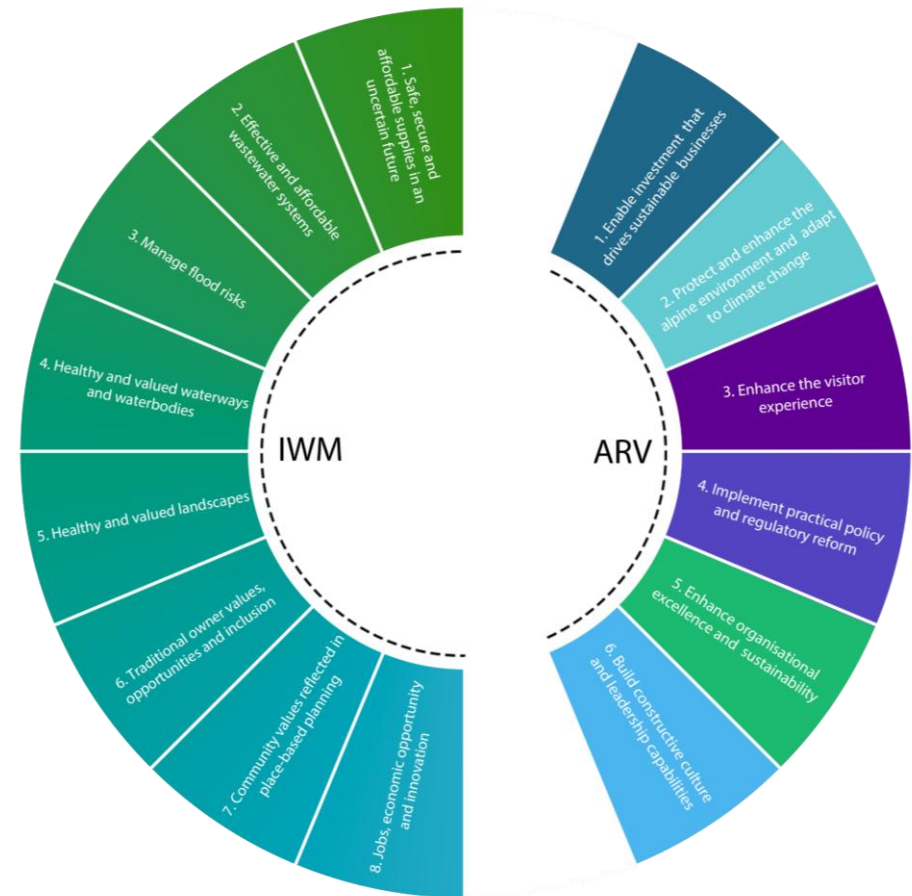 1. Safe, secure and
affordable supplies in an
uncertain future
2. Effective and affordable
wastewater systems
3. Manage flood risks
4. Healthy and valued waterways
and waterbodies
5. Healthy and valued landscapes
6. Traditional owner values,
opportunities and inclusion
7. Community values reflected in
place-based planning
8. Jobs, economic opportunity
and innovation
IWM
ARV
1. Enable investment that
drives sustainable businesses
2. Protect and enhance the
alpine environment and adapt
to climate change
3. Enhance the visitor
experience
4. Implement practical policy
and regulatory reform
5. Enhance organisational
excellence and sustainability
6. Build constructive culture
and leadership capabilities